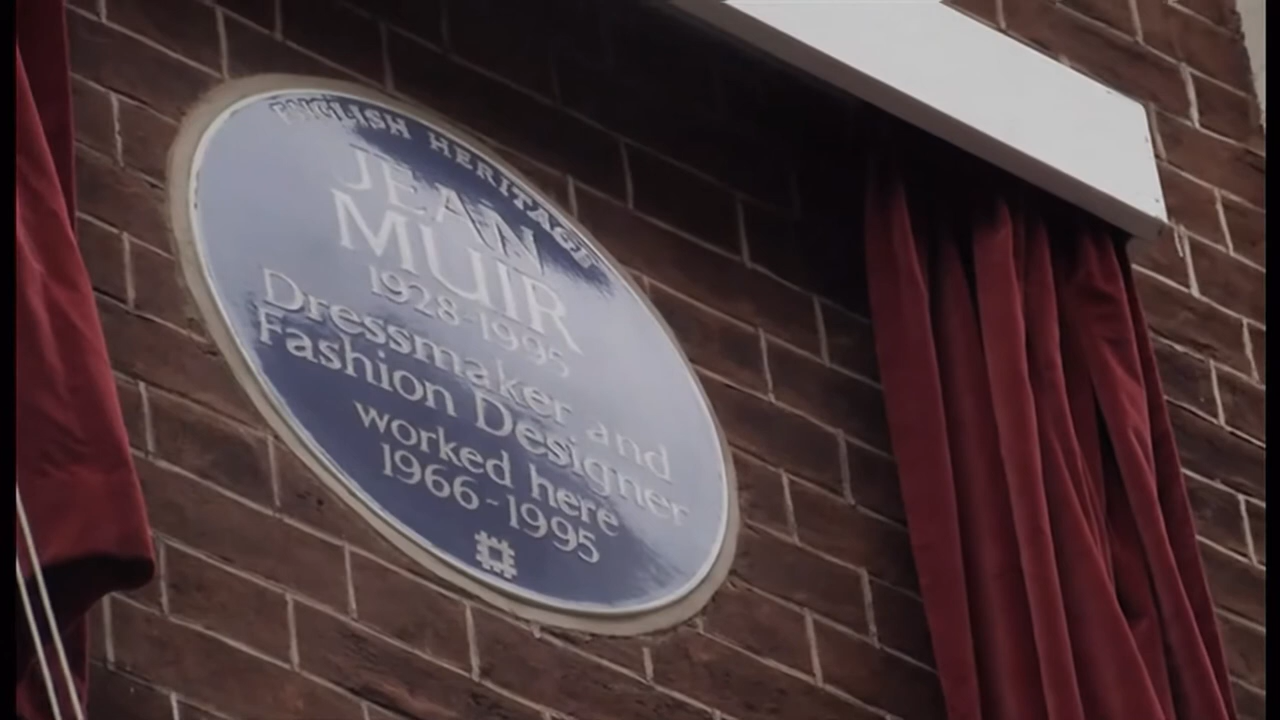 ENGLISH HERITAGE
JEAN
MUIR
1928-1995
Dressmaker and
Fashion Designer
worked here
1966-1995